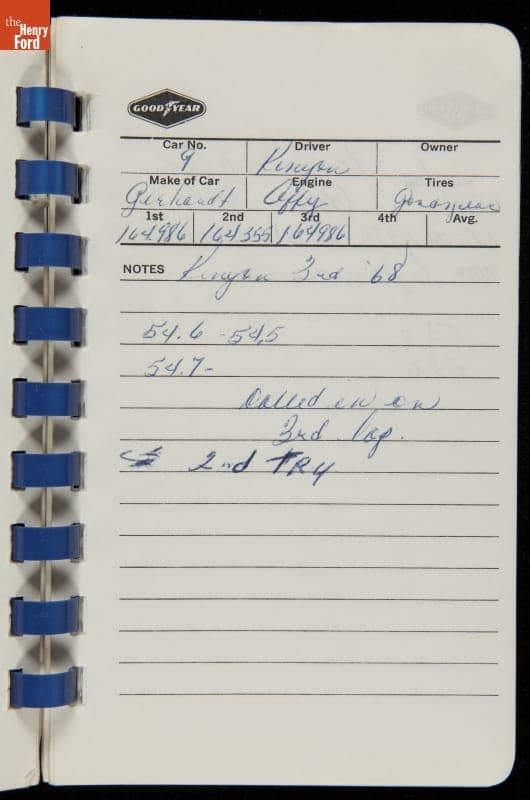 the
Henry
Ford
GOODYEAR
Car No. Driver Owner
9 Kenyon
Make of Car Engine Tires
Gerhardt Offy Goodyear
1st 2nd 3rd 4th Avg.
164.986 164.355 164986
NOTES Kenyon 3rd '68
54.6 - 54.5
54.7-
Called in on
3rd lap.
2nd TRY